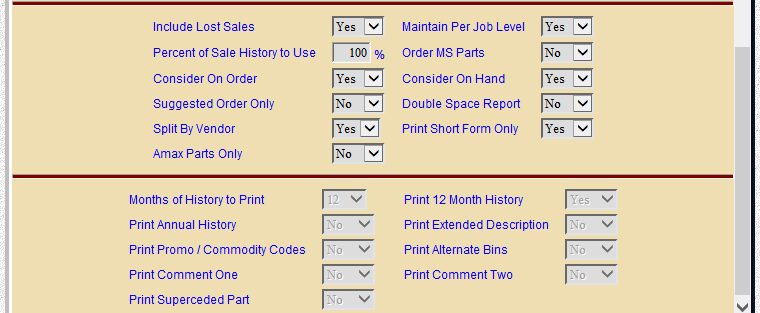 Include Lost Sales Yes Maintain Per Job Level Yes
Percent of Sale History to Use 100 % Order MS Parts No
Consider On Order Yes Consider On Hand Yes
Suggested Order Only No Double Space Report No
Split By Vendor Yes Print Short Form Only Yes
Amax Parts Only No
Months of History to Print 12 Print 12 Month History Yes
Print Annual History No Print Extended Description No
Print Promo / Commodity Codes No Print Alternate Bins No
Print Comment One No Print Comment Two No
Print Superceded Part No